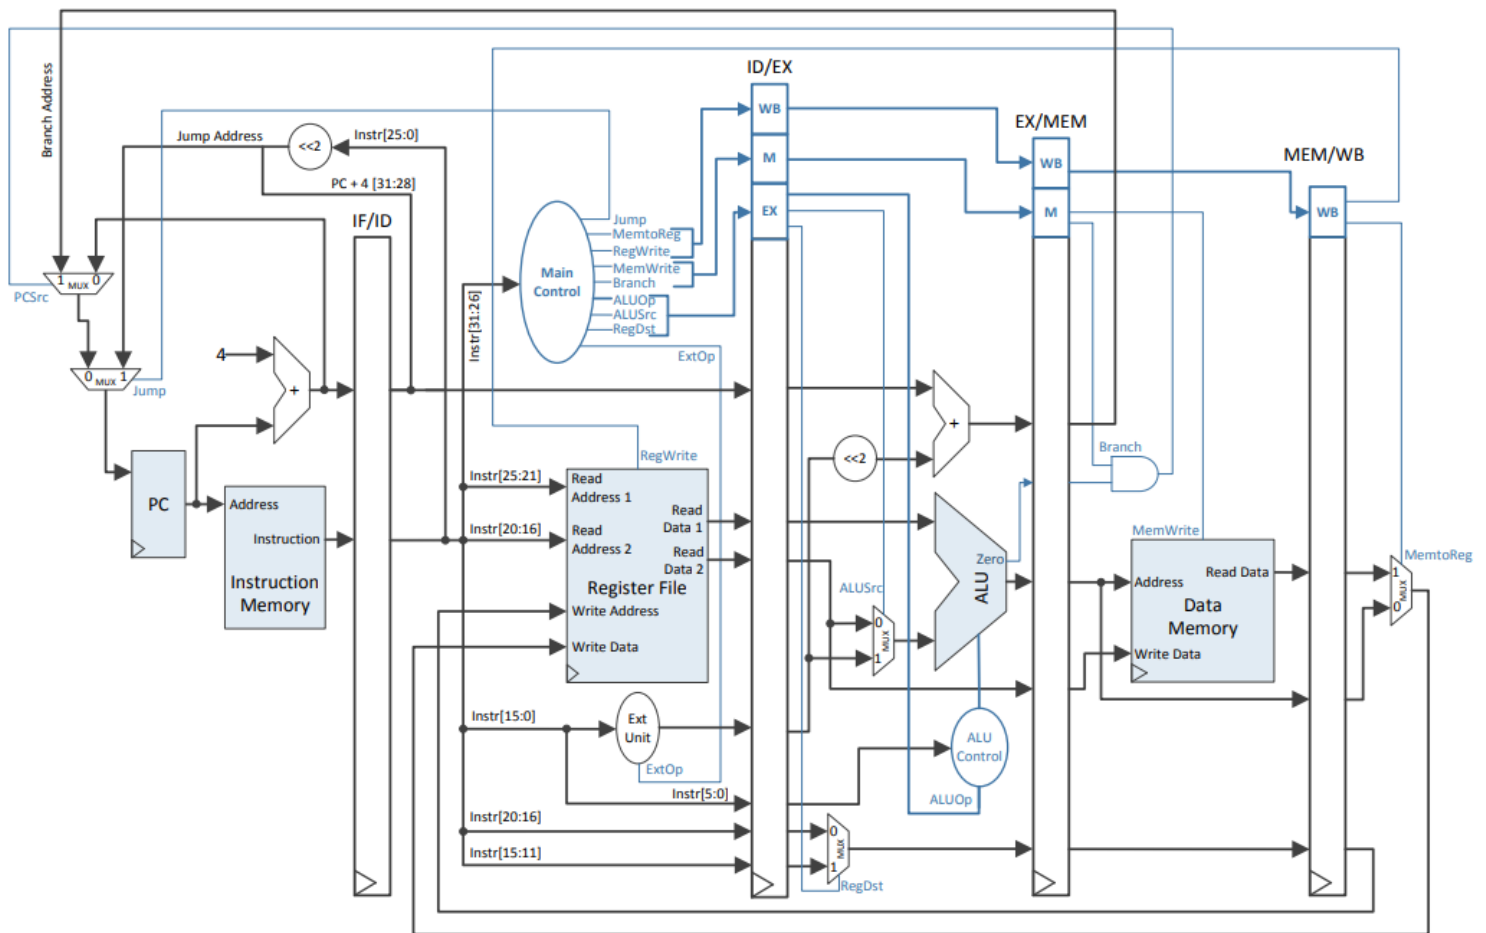 ID/EX
EX/MEM
MEM/WB
IF/ID
Branch Address
Jump Address
<<2
Instr[25:0]
PC + 4 [31:28]
WB
M
EX
WB
M
WB
Main
Control
Jump
MemtoReg
RegWrite
MemWrite
Branch
ALUOp
ALUSrc
RegDst
ExtOp
Instr[31:26]
1 MUX 0
PCSrc
0 MUX 1
Jump
4
+
PC
Address
Instruction
Instruction
Memory
Instr[25:21]
Instr[20:16]
RegWrite
Read
Address 1
Read
Address 2
Read
Data 1
Read
Data 2
Register File
Write Address
Write Data
Instr[15:0]
Ext
Unit
ExtOp
Instr[5:0]
Instr[20:16]
Instr[15:11]
<<2
+
ALUSrc
0
MUX
1
Zero
ALU
ALU
Control
ALUOp
0
MUX
1
RegDst
Branch
MemWrite
Address
Read Data
Data
Memory
Write Data
MemtoReg
1
MUX
0